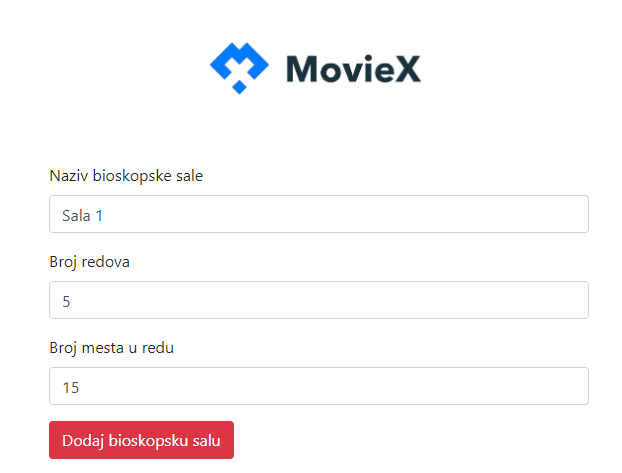 MovieX
Naziv bioskopske sale
Sala 1
Broj redova
5
Broj mesta u redu
15
Dodaj bioskopsku salu